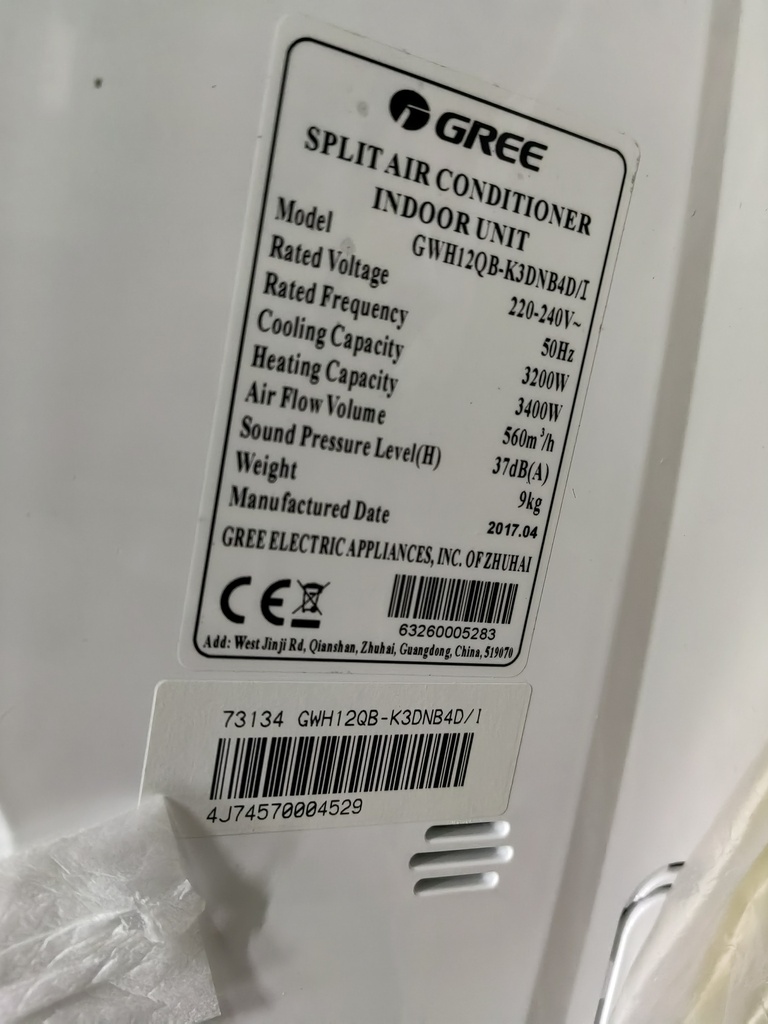 GREE
SPLIT AIR CONDITIONER
INDOOR UNIT
Model GWH12QB-K3DNB4D/I
Rated Voltage 220-240V~
Rated Frequency 50Hz
Cooling Capacity 3200W
Heating Capacity 3400W
Air Flow Volume 560m³/h
Sound Pressure Level(H) 37dB(A)
Weight 9kg
Manufactured Date 2017.04
GREE ELECTRIC APPLIANCES, INC. OF ZHUHAI
CE
63260005283
Add: West Jinji Rd, Qianshan, Zhuhai, Guangdong, China, 519070
73134 GWH12QB-K3DNB4D/I
4J74570004529